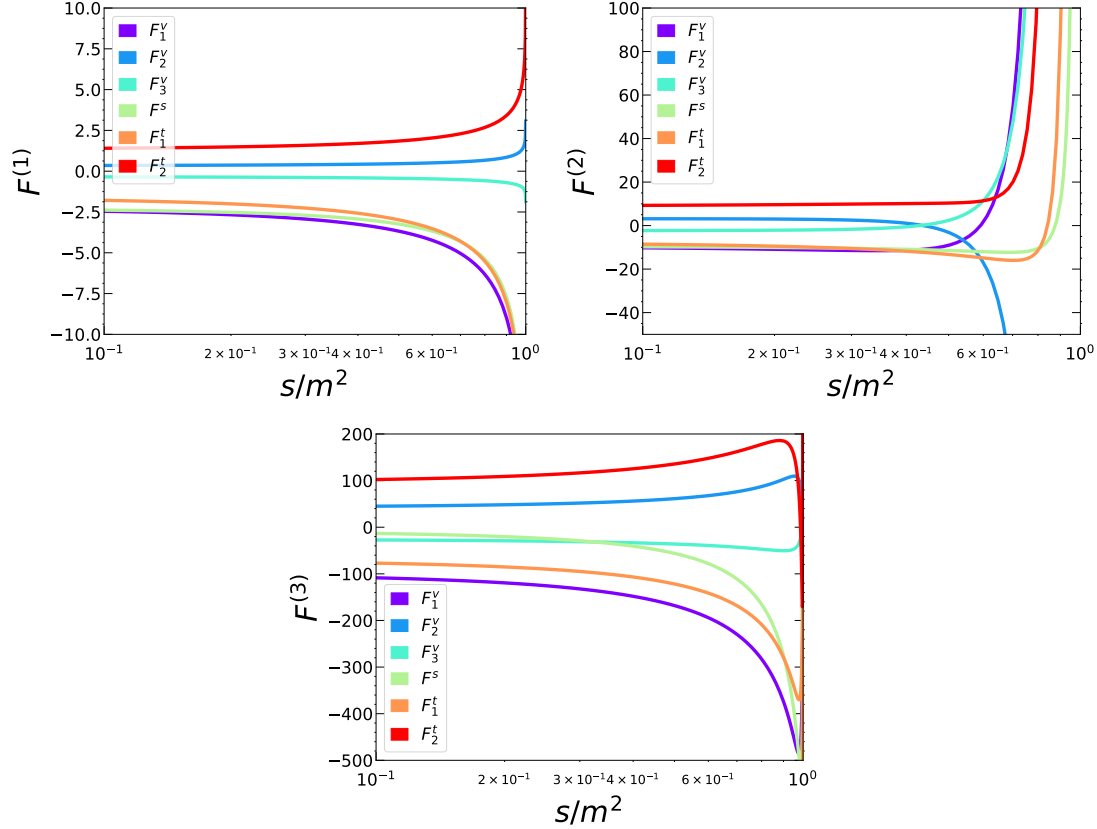 F^(1)
10.0
7.5
5.0
2.5
0.0
−2.5
−5.0
−7.5
−10.0
F_1^v
F_2^v
F_3^v
F^s
F_1^t
F_2^t
10^−1
2 × 10^−1
3 × 10^−1
4 × 10^−1
6 × 10^−1
10^0
s/m^2
F^(2)
100
80
60
40
20
0
−20
−40
F_1^v
F_2^v
F_3^v
F^s
F_1^t
F_2^t
10^−1
2 × 10^−1
3 × 10^−1
4 × 10^−1
6 × 10^−1
10^0
s/m^2
F^(3)
200
100
0
−100
−200
−300
−400
−500
F_1^v
F_2^v
F_3^v
F^s
F_1^t
F_2^t
10^−1
2 × 10^−1
3 × 10^−1
4 × 10^−1
6 × 10^−1
10^0
s/m^2